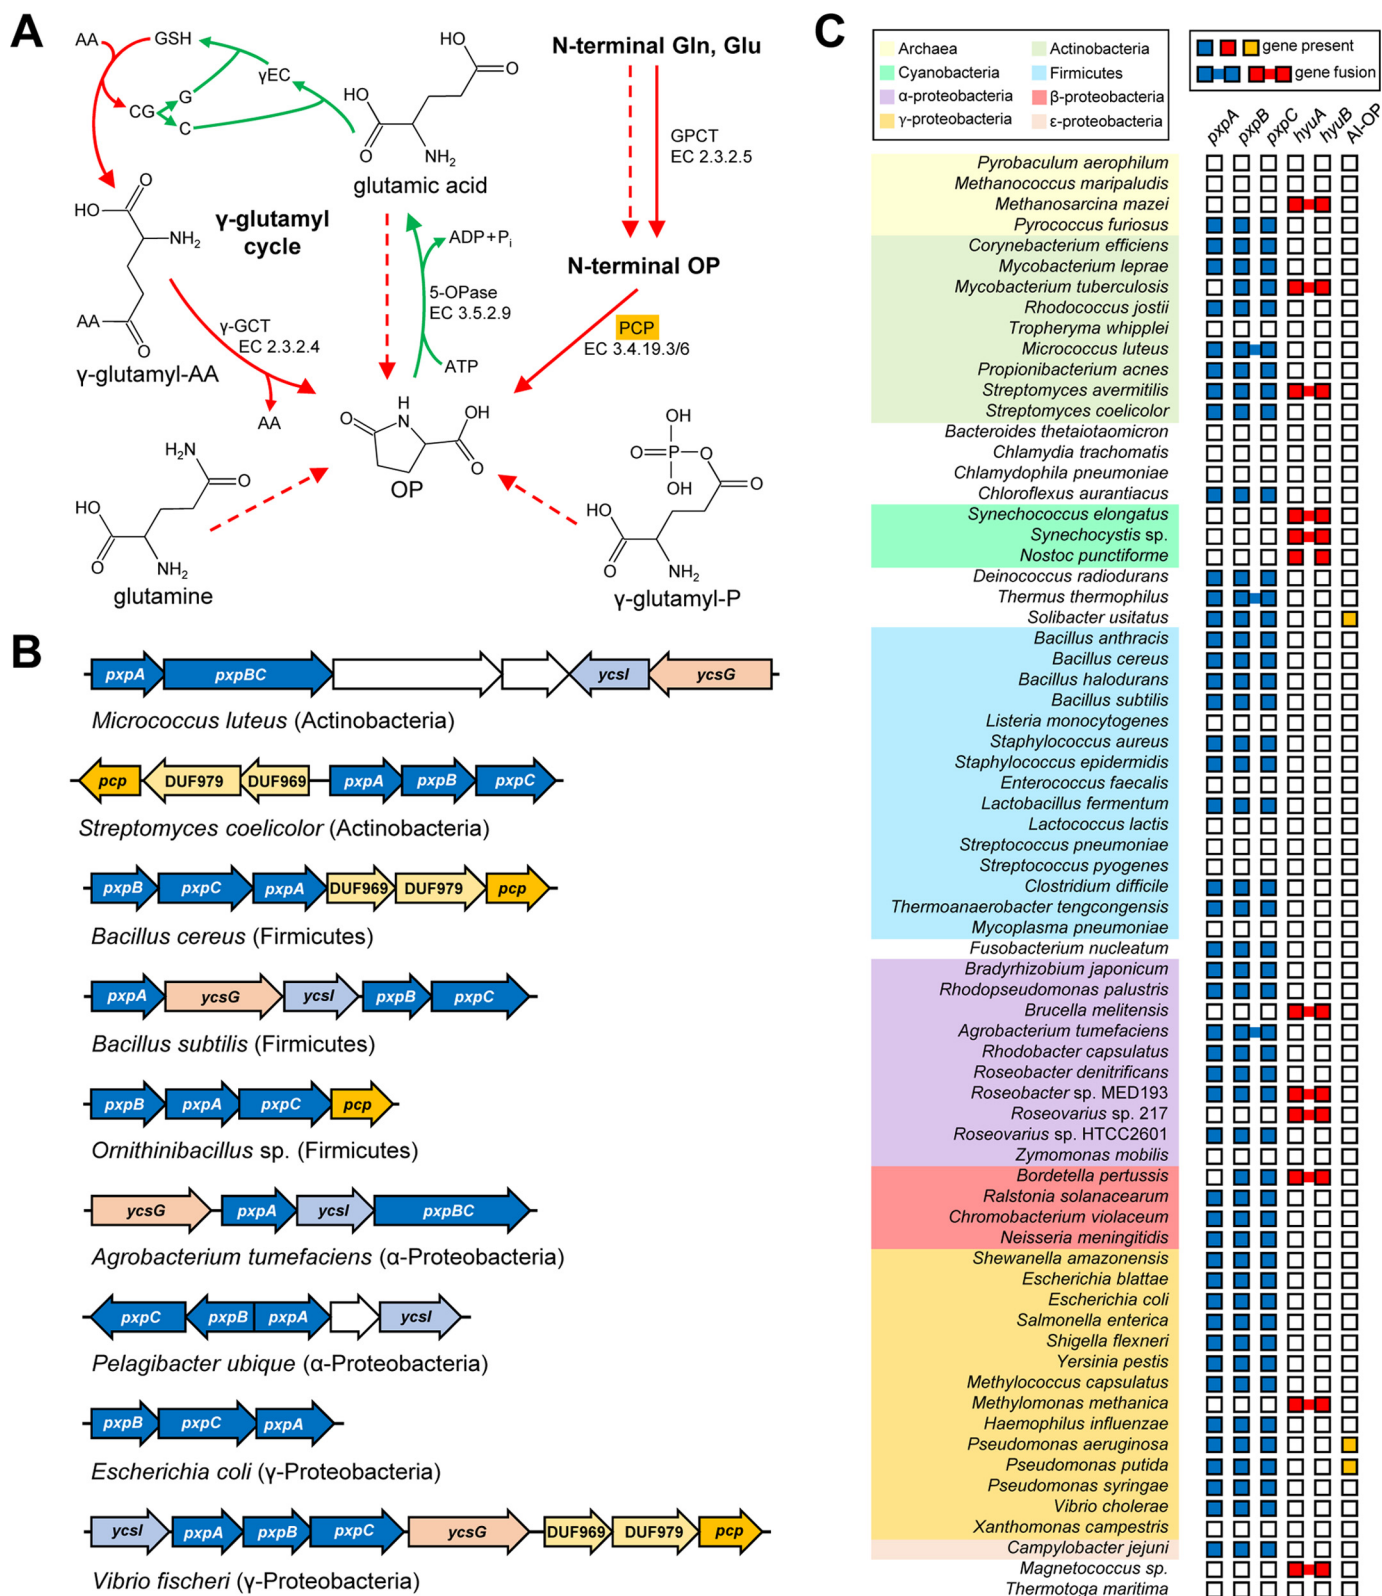 A
AA
GSH
γEC
G
CG
C
HO
O
HO
O
NH₂
glutamic acid
N-terminal Gln, Glu
GPCT
EC 2.3.2.5
O
HO
NH₂
AA
O
γ-glutamyl-AA
γ-glutamyl
cycle
ADP+Pᵢ
5-OPase
EC 3.5.2.9
ATP
N-terminal OP
PCP
EC 3.4.19.3/6
γ-GCT
EC 2.3.2.4
AA
H
N
O
OH
O
OP
H₂N
O
HO
O
NH₂
glutamine
OH
O
P
O
OH
O
HO
O
NH₂
γ-glutamyl-P
B
pxpA pxpBC ycsI ycsG
Micrococcus luteus (Actinobacteria)
pcp DUF979 DUF969 pxpA pxpB pxpC
Streptomyces coelicolor (Actinobacteria)
pxpB pxpC pxpA DUF969 DUF979 pcp
Bacillus cereus (Firmicutes)
pxpA ycsG ycsI pxpB pxpC
Bacillus subtilis (Firmicutes)
pxpB pxpA pxpC pcp
Ornithinibacillus sp. (Firmicutes)
ycsG pxpA ycsI pxpBC
Agrobacterium tumefaciens (α-Proteobacteria)
pxpC pxpB pxpA ycsI
Pelagibacter ubique (α-Proteobacteria)
pxpB pxpC pxpA
Escherichia coli (γ-Proteobacteria)
ycsI pxpA pxpB pxpC ycsG DUF969 DUF979 pcp
Vibrio fischeri (γ-Proteobacteria)
C
Archaea
Actinobacteria
Cyanobacteria
Firmicutes
α-proteobacteria
β-proteobacteria
γ-proteobacteria
ε-proteobacteria
gene present
gene fusion
pxpA pxpB pxpC hyuA hyuB AI-OP
Pyrobaculum aerophilum
Methanococcus maripaludis
Methanosarcina mazei
Pyrococcus furiosus
Corynebacterium efficiens
Mycobacterium leprae
Mycobacterium tuberculosis
Rhodococcus jostii
Tropheryma whipplei
Micrococcus luteus
Propionibacterium acnes
Streptomyces avermitilis
Streptomyces coelicolor
Bacteroides thetaiotaomicron
Chlamydia trachomatis
Chlamydophila pneumoniae
Chloroflexus aurantiacus
Synechococcus elongatus
Synechocystis sp.
Nostoc punctiforme
Deinococcus radiodurans
Thermus thermophilus
Solibacter usitatus
Bacillus anthracis
Bacillus cereus
Bacillus halodurans
Bacillus subtilis
Listeria monocytogenes
Staphylococcus aureus
Staphylococcus epidermidis
Enterococcus faecalis
Lactobacillus fermentum
Lactococcus lactis
Streptococcus pneumoniae
Streptococcus pyogenes
Clostridium difficile
Thermoanaerobacter tengcongensis
Mycoplasma pneumoniae
Fusobacterium nucleatum
Bradyrhizobium japonicum
Rhodopseudomonas palustris
Brucella melitensis
Agrobacterium tumefaciens
Rhodobacter capsulatus
Roseobacter denitrificans
Roseobacter sp. MED193
Roseovarius sp. 217
Roseovarius sp. HTCC2601
Zymomonas mobilis
Bordetella pertussis
Ralstonia solanacearum
Chromobacterium violaceum
Neisseria meningitidis
Shewanella amazonensis
Escherichia blattae
Escherichia coli
Salmonella enterica
Shigella flexneri
Yersinia pestis
Methylococcus capsulatus
Methylomonas methanica
Haemophilus influenzae
Pseudomonas aeruginosa
Pseudomonas putida
Pseudomonas syringae
Vibrio cholerae
Xanthomonas campestris
Campylobacter jejuni
Magnetococcus sp.
Thermotoga maritima